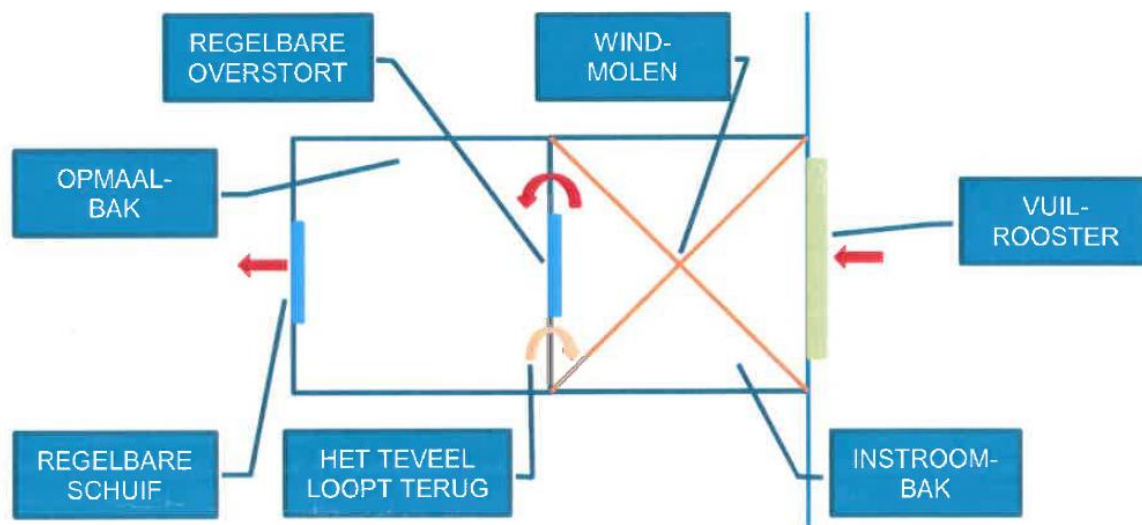 REGELBARE
OVERSTORT
WIND-
MOLEN
OPMAAL-
BAK
VUIL-
ROOSTER
REGELBARE
SCHUIF
HET TEVEEL
LOOPT TERUG
INSTROOM-
BAK